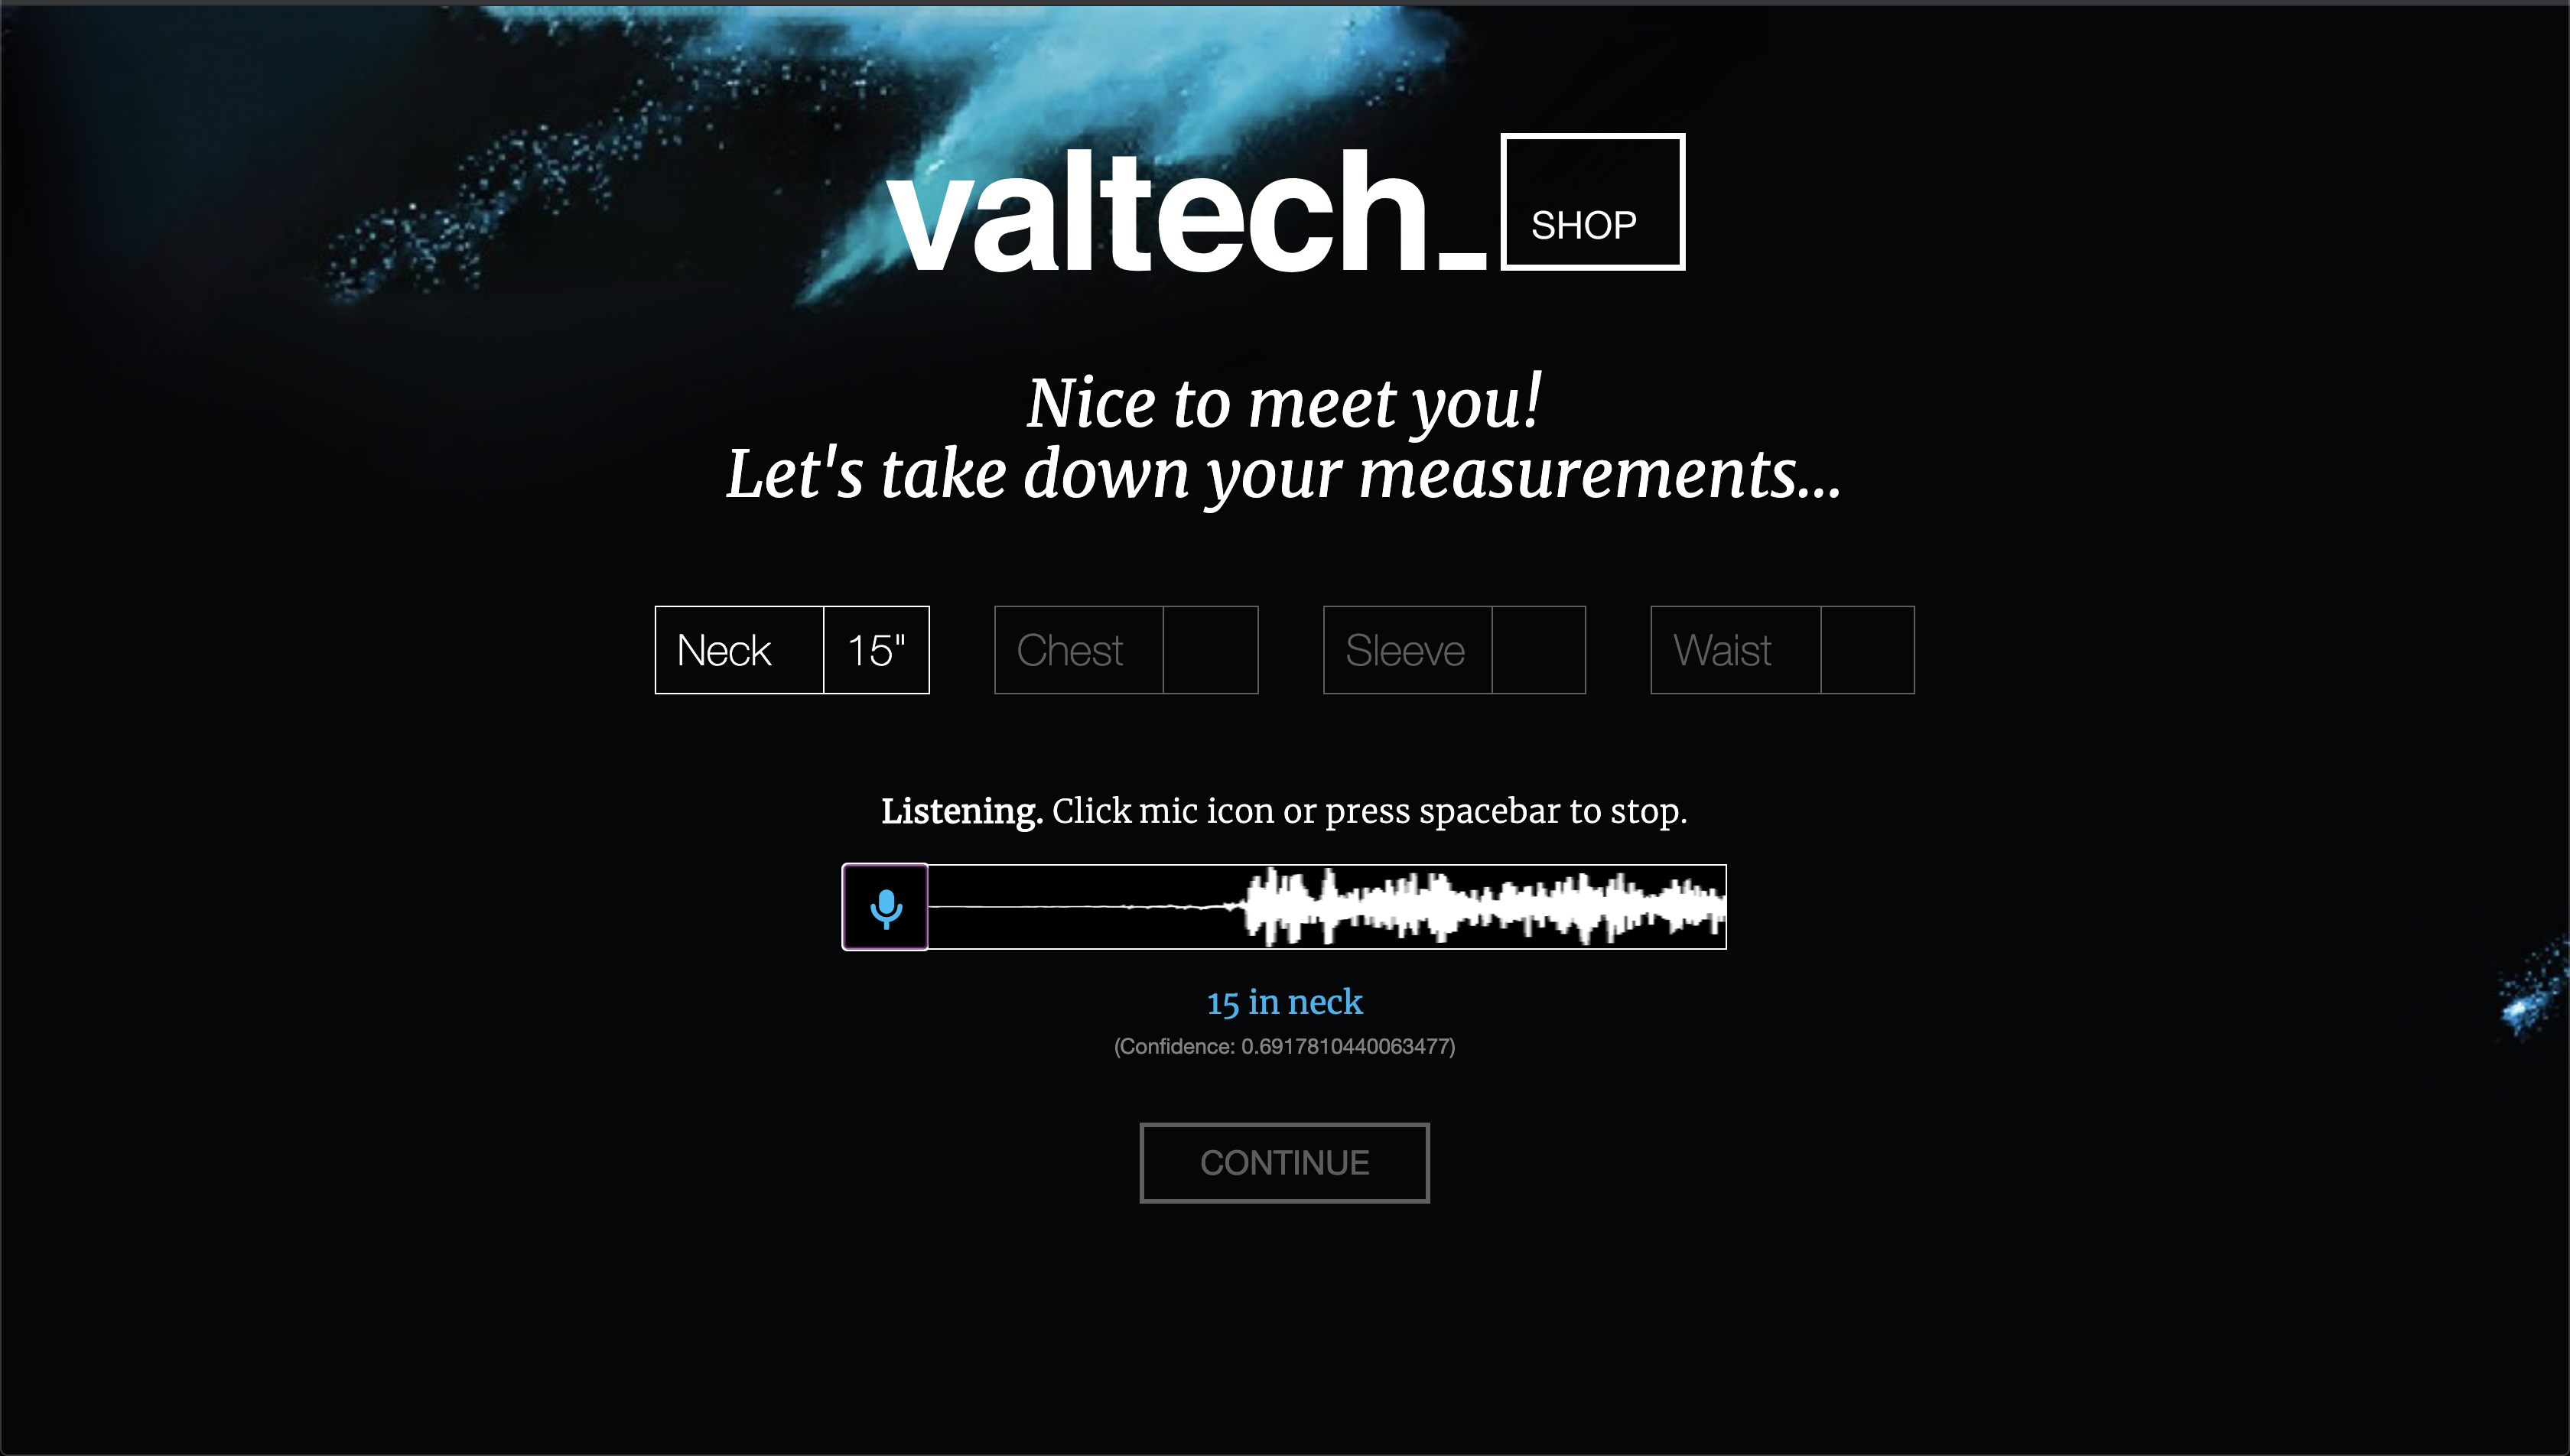 valtech_ SHOP
Nice to meet you!
Let's take down your measurements...
Neck 15" Chest Sleeve Waist
Listening. Click mic icon or press spacebar to stop.
15 in neck
(Confidence: 0.6917810440063477)
CONTINUE